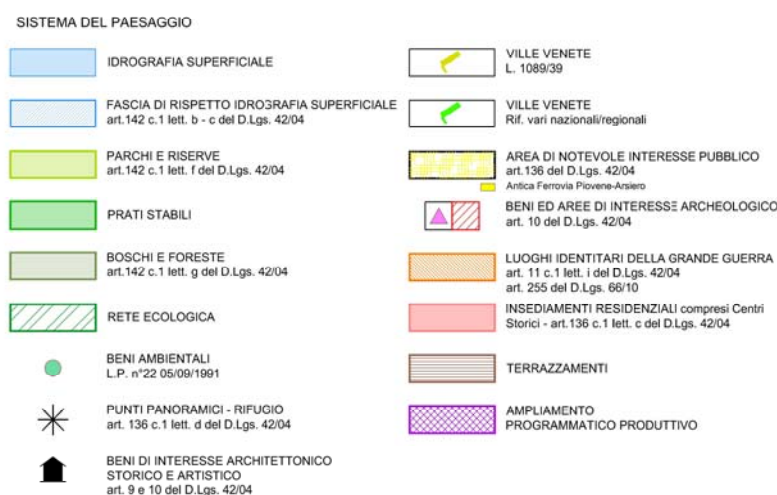 SISTEMA DEL PAESAGGIO
IDROGRAFIA SUPERFICIALE
FASCIA DI RISPETTO IDROGRAFIA SUPERFICIALE
art.142 c.1 lett. b - c del D.Lgs. 42/04
PARCHI E RISERVE
art.142 c.1 lett. f del D.Lgs. 42/04
PRATI STABILI
BOSCHI E FORESTE
art.142 c.1 lett. g del D.Lgs. 42/04
RETE ECOLOGICA
BENI AMBIENTALI
L.P. n°22 05/09/1991
PUNTI PANORAMICI - RIFUGIO
art. 136 c.1 lett. d del D.Lgs. 42/04
BENI DI INTERESSE ARCHITETTONICO
STORICO E ARTISTICO
art. 9 e 10 del D.Lgs. 42/04
VILLE VENETE
L. 1089/39
VILLE VENETE
Rif. vari nazionali/regionali
AREA DI NOTEVOLE INTERESSE PUBBLICO
art.136 del D.Lgs. 42/04
Antica Ferrovia Piovene-Arsiero
BENI ED AREE DI INTERESSE ARCHEOLOGICO
art. 10 del D.Lgs. 42/04
LUOGHI IDENTITARI DELLA GRANDE GUERRA
art. 11 c.1 lett. i del D.Lgs. 42/04
art. 255 del D.Lgs. 66/10
INSEDIAMENTI RESIDENZIALI compresi Centri
Storici - art.136 c.1 lett. c del D.Lgs. 42/04
TERRAZZAMENTI
AMPLIAMENTO
PROGRAMMATICO PRODUTTIVO